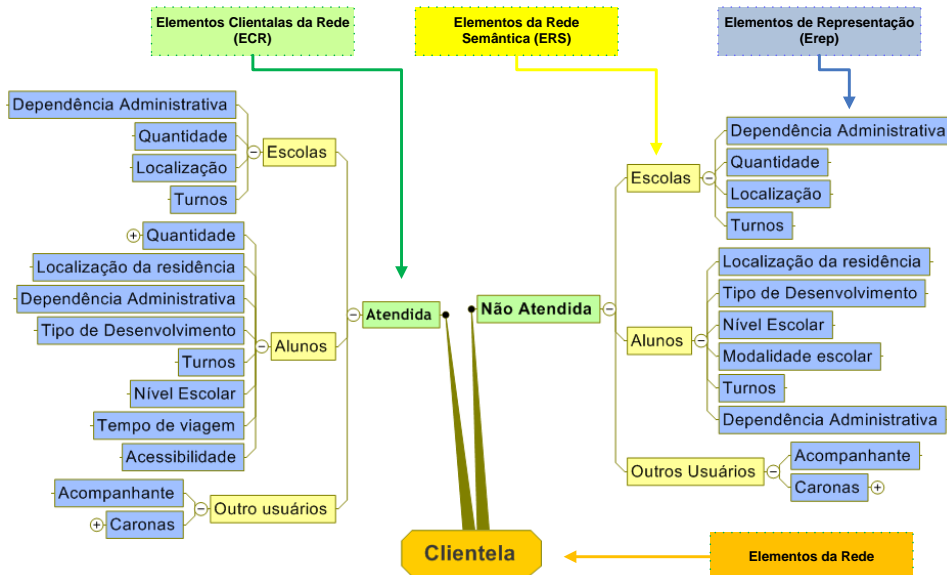 Elementos Clientalas da Rede
(ECR)
Elementos da Rede
Semântica (ERS)
Elementos de Representação
(Erep)
Dependência Administrativa
Quantidade
Localização
Turnos
Escolas
Quantidade
Localização da residência
Dependência Administrativa
Tipo de Desenvolvimento
Turnos
Nível Escolar
Tempo de viagem
Acessibilidade
Alunos
Acompanhante
Caronas
Outro usuários
Atendida
Não Atendida
Escolas
Dependência Administrativa
Quantidade
Localização
Turnos
Alunos
Localização da residência
Tipo de Desenvolvimento
Nível Escolar
Modalidade escolar
Turnos
Dependência Administrativa
Outros Usuários
Acompanhante
Caronas
Clientela
Elementos da Rede